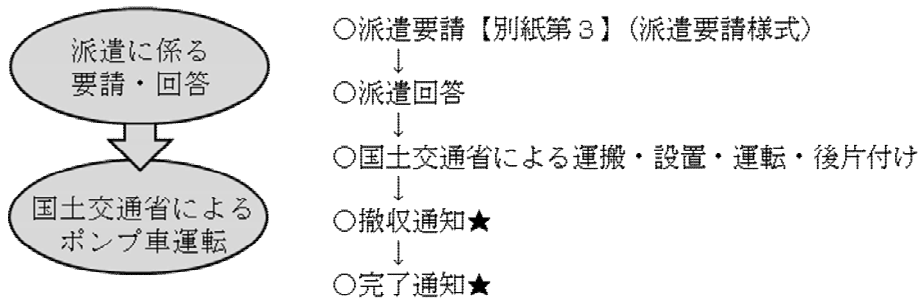 派遣に係る
要請・回答
国土交通省による
ポンプ車運転
○派遣要請【別紙第３】（派遣要請様式）
↓
○派遣回答
↓
○国土交通省による運搬・設置・運転・後片付け
↓
○撤収通知★
↓
○完了通知★